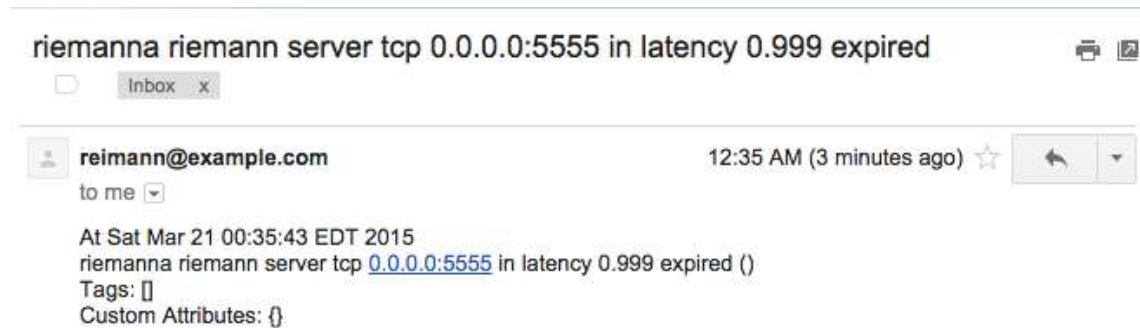 riemanna riemann server tcp 0.0.0.0:5555 in latency 0.999 expired
Inbox x
reimann@example.com 12:35 AM (3 minutes ago)
to me
At Sat Mar 21 00:35:43 EDT 2015
riemanna riemann server tcp 0.0.0.0:5555 in latency 0.999 expired ()
Tags: []
Custom Attributes: {}